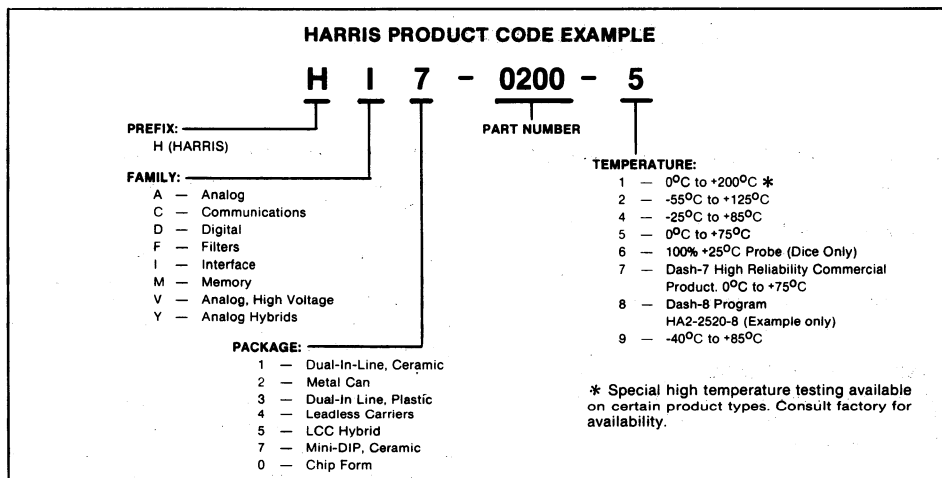 HARRIS PRODUCT CODE EXAMPLE
H I 7 - 0200 - 5
PREFIX:
H (HARRIS)
PART NUMBER
FAMILY:
A — Analog
C — Communications
D — Digital
F — Filters
I — Interface
M — Memory
V — Analog, High Voltage
Y — Analog Hybrids
PACKAGE:
1 — Dual-In-Line, Ceramic
2 — Metal Can
3 — Dual-In Line, Plastic
4 — Leadless Carriers
5 — LCC Hybrid
7 — Mini-DIP, Ceramic
0 — Chip Form
TEMPERATURE:
1 — 0°C to +200°C *
2 — -55°C to +125°C
4 — -25°C to +85°C
5 — 0°C to +75°C
6 — 100% +25°C Probe (Dice Only)
7 — Dash-7 High Reliability Commercial
Product. 0°C to +75°C
8 — Dash-8 Program
HA2-2520-8 (Example only)
9 — -40°C to +85°C
* Special high temperature testing available
on certain product types. Consult factory for
availability.